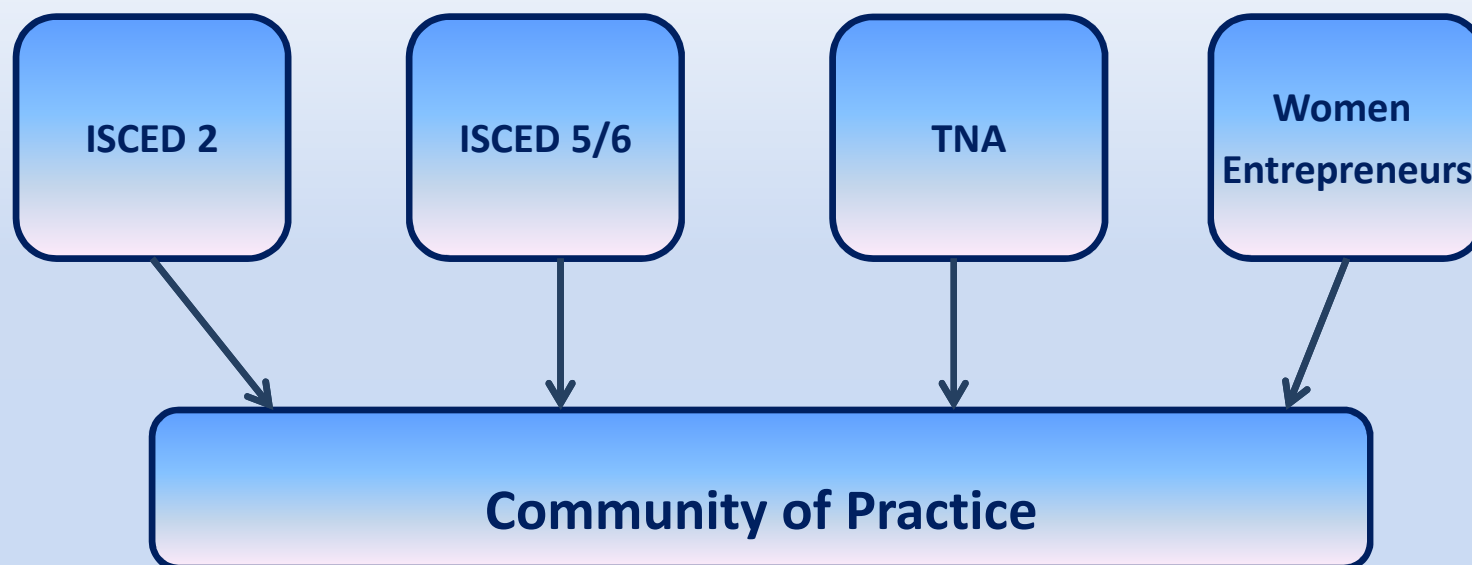 ISCED 2
ISCED 5/6
TNA
Women
Entrepreneurs
Community of Practice